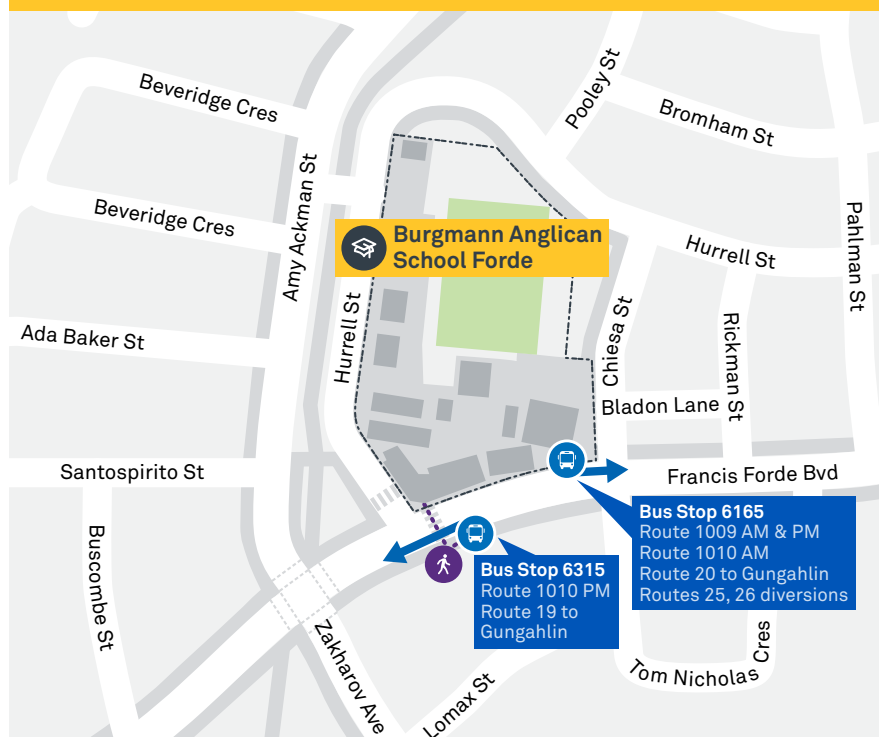 Pooley St
Beveridge Cres
Bromham St
Amy Ackman St
Beveridge Cres
Pahlman St
Burgmann Anglican
School Forde
Hurrell St
Hurrell St
Chiesa St
Rickman St
Ada Baker St
Bladon Lane
Santospirito St
Francis Forde Blvd
Bus Stop 6165
Route 1009 AM & PM
Route 1010 AM
Route 20 to Gungahlin
Routes 25, 26 diversions
Bus Stop 6315
Route 1010 PM
Route 19 to
Gungahlin
Buscombe St
Zakharov Ave
Lomax St
Tom Nicholas Cres